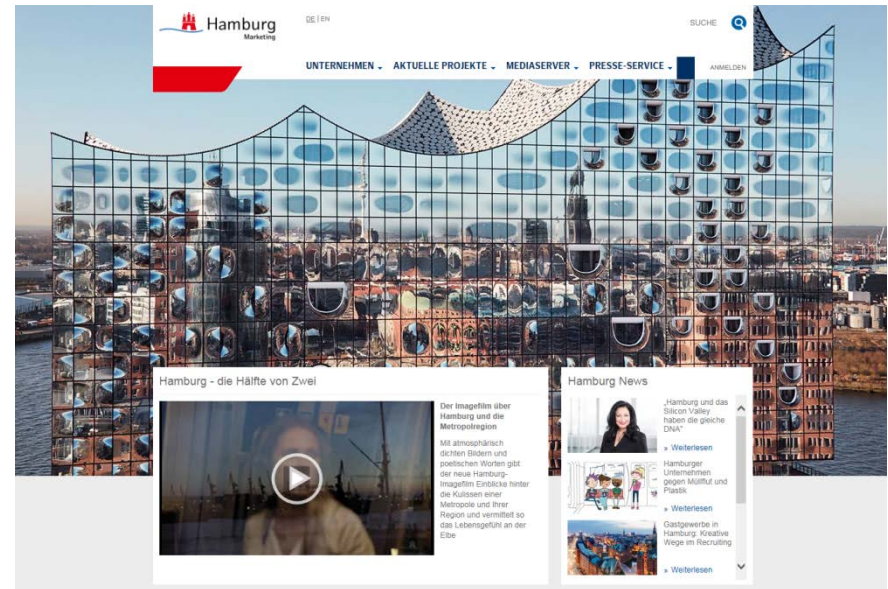 Hamburg
Marketing
DE | EN
SUCHE
UNTERNEHMEN
AKTUELLE PROJEKTE
MEDIASERVER
PRESSE-SERVICE
ANMELDEN
Hamburg - die Hälfte von Zwei
Der Imagefilm über
Hamburg und die
Metropolregion
Mit atmosphärisch
dichten Bildern und
poetischen Worten gibt
der neue Hamburg-
Imagefilm Einblicke hinter
die Kulissen einer
Metropole und ihrer
Region und vermittelt so
das Lebensgefühl an der
Elbe
Hamburg News
„Hamburg und das
Silicon Valley
haben die gleiche
DNA"
» Weiterlesen
Hamburger
Unternehmen
gegen Müllflut und
Plastik
» Weiterlesen
Gastgewerbe in
Hamburg: Kreative
Wege im Recruiting
» Weiterlesen